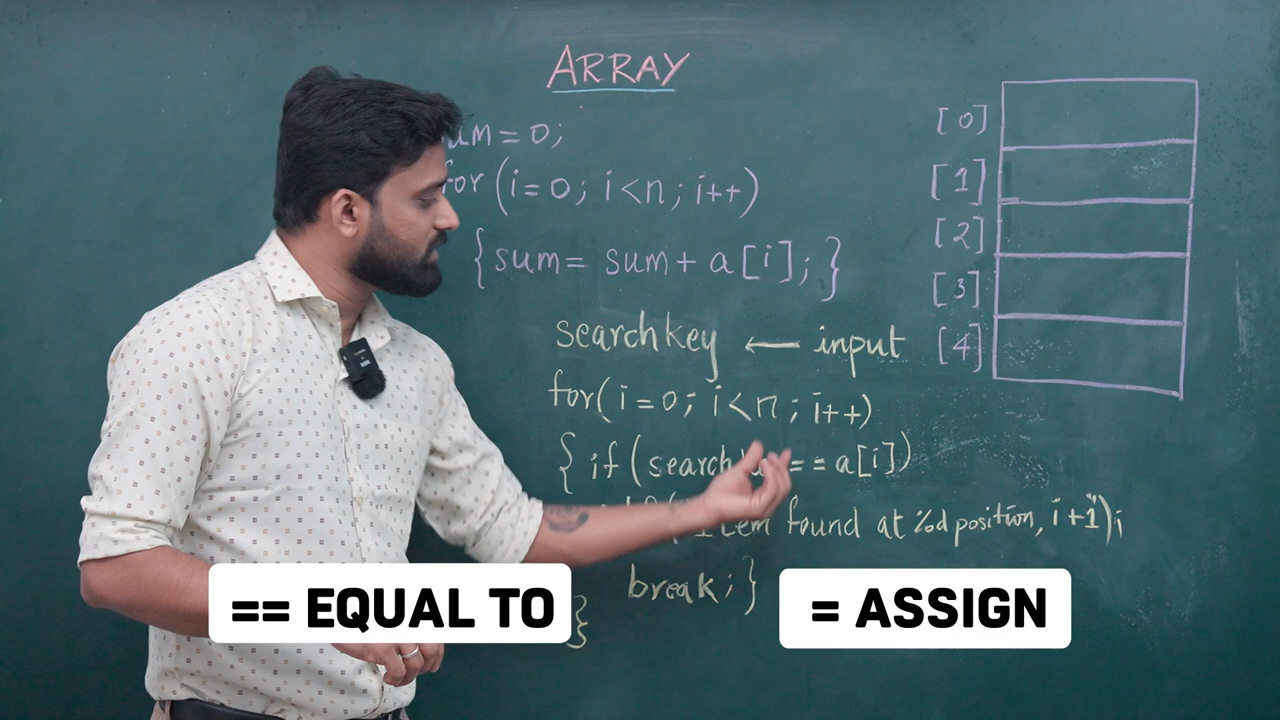 ARRAY
um = 0;
for (i=0; i<n; i++)
{sum= sum+ a[i];}
[0]
[1]
[2]
[3]
[4]
searchkey ← input
for(i=0; i<n; i++)
{ if (search == a[i])
Item found at %d position, i+1);
break; }
}
== EQUAL TO
= ASSIGN